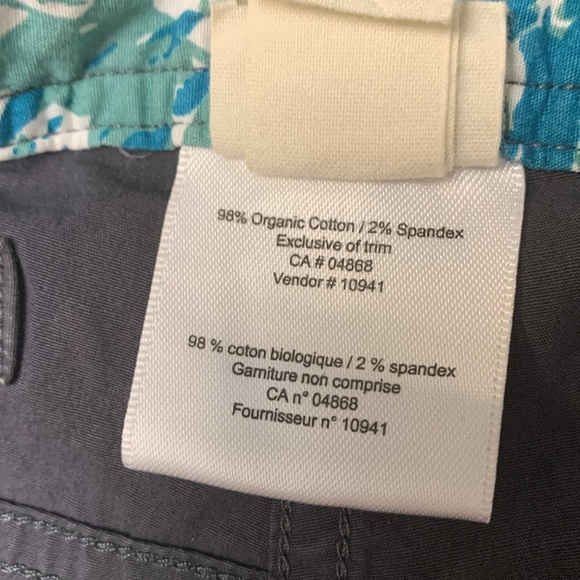 98% Organic Cotton / 2% Spandex
Exclusive of trim
CA # 04868
Vendor # 10941
98 % coton biologique / 2 % spandex
Garniture non comprise
CA n° 04868
Fournisseur n° 10941